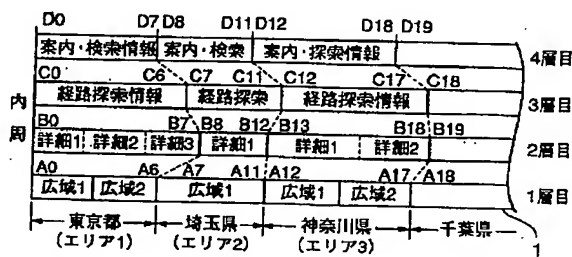 D0 D7 D8 D11 D12 D18 D19
案内・検索情報 案内・検索 案内・探索情報 4層目
C0 C6 C7 C11 C12 C17 C18
経路探索情報 経路探索 経路探索情報 3層目
内周
B0 B7 B8 B12 B13 B18 B19
詳細1 詳細2 詳細3 詳細1 詳細1 詳細2 2層目
A0 A6 A7 A11 A12 A17 A18
広域1 広域2 広域1 広域1 広域2 1層目
東京都 埼玉県 神奈川県 千葉県
(エリア1) (エリア2) (エリア3) 1